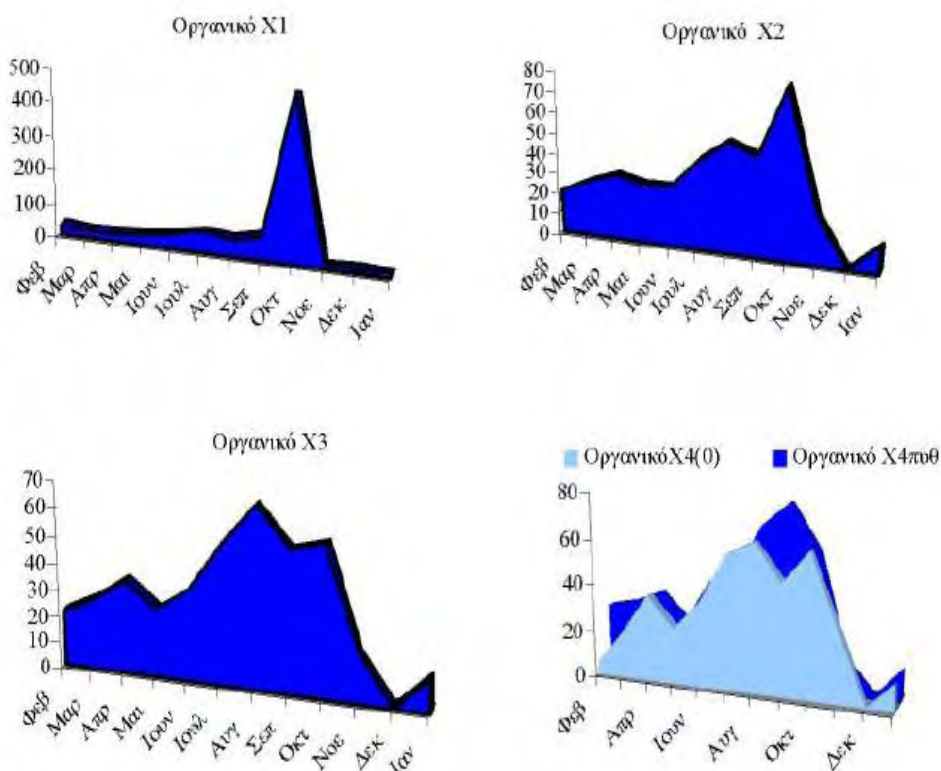 Οργανικό Χ1
500
400
300
200
100
0
Φεβ
Μαρ
Απρ
Μαι
Ιουν
Ιουλ
Αυγ
Σεπ
Οκτ
Νοε
Δεκ
Ιαν
Οργανικό Χ2
80
70
60
50
40
30
20
10
0
Φεβ
Μαρ
Απρ
Μαι
Ιουν
Ιουλ
Αυγ
Σεπ
Οκτ
Νοε
Δεκ
Ιαν
Οργανικό Χ3
70
60
50
40
30
20
10
0
Φεβ
Μαρ
Απρ
Μαι
Ιουν
Ιουλ
Αυγ
Σεπ
Οκτ
Νοε
Δεκ
Ιαν
ΟργανικόΧ4(0) Οργανικό Χ4πυθ
80
60
40
20
0
Φεβ
Απρ
Ιουν
Αυγ
Οκτ
Δεκ